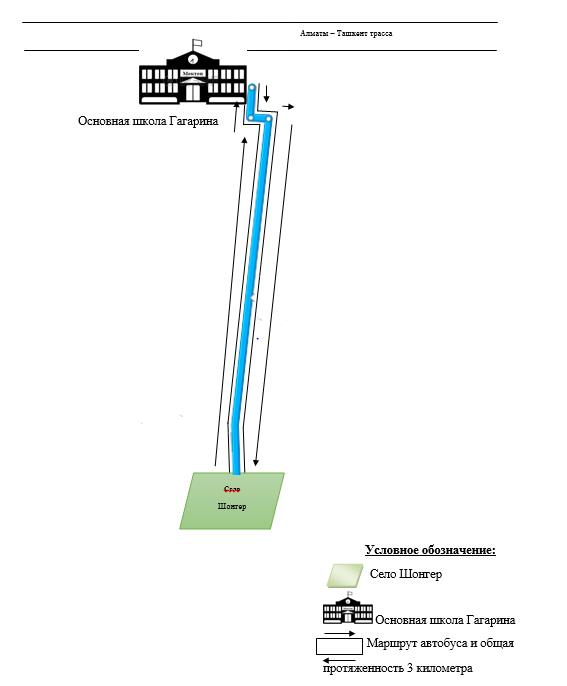 Алматы – Ташкент трасса
Мектеп
Основная школа Гагарина
Село
Шонгер
Условное обозначение:
Село Шонгер
Основная школа Гагарина
Маршрут автобуса и общая
протяженность 3 километра